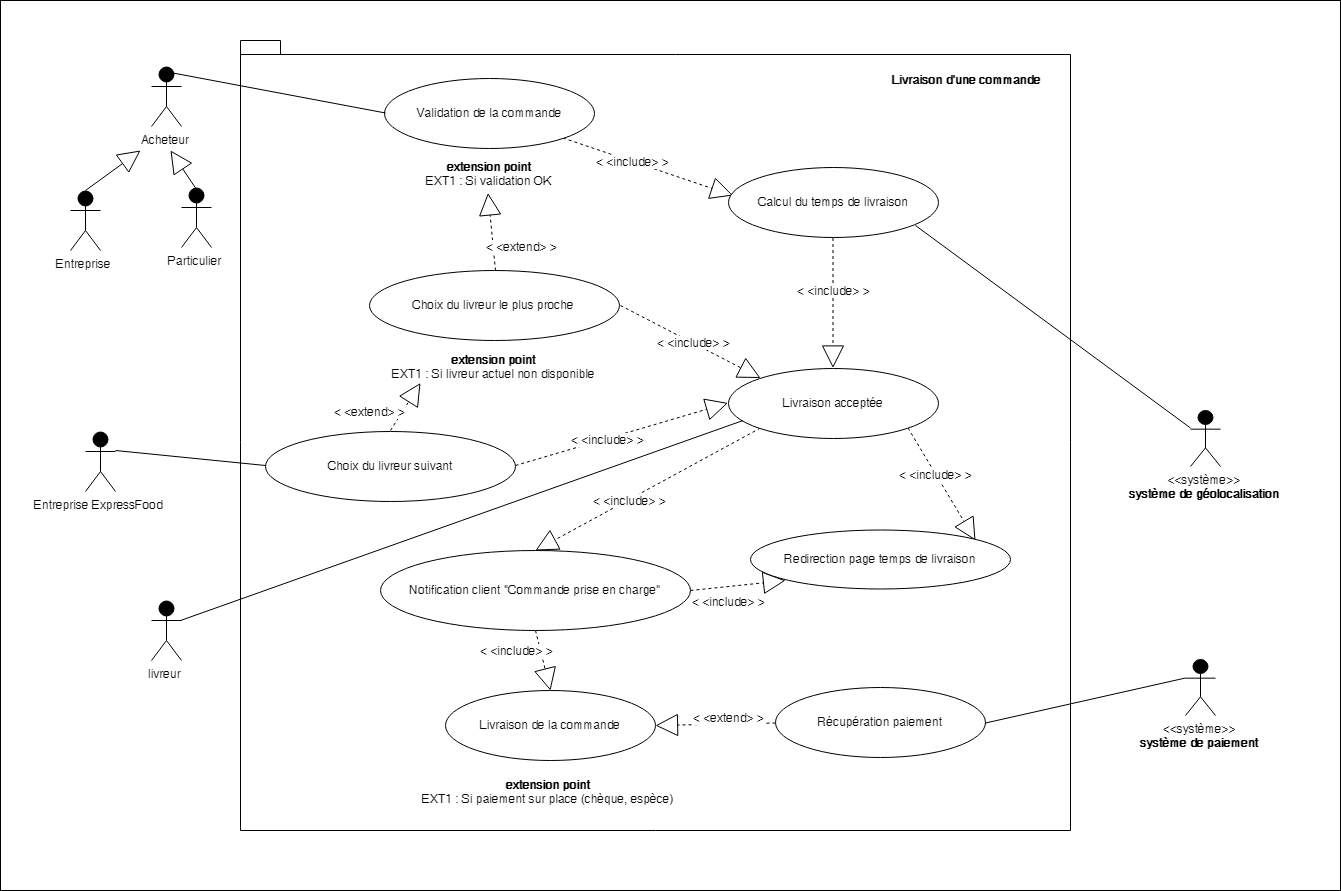 Livraison d'une commande
Validation de la commande
Acheteur
extension point
EXT1 : Si validation OK
< <include> >
Calcul du temps de livraison
Entreprise
Particulier
< <extend> >
< <include> >
Choix du livreur le plus proche
< <include> >
extension point
EXT1 : Si livreur actuel non disponible
Livraison acceptée
< <extend> >
< <include> >
Choix du livreur suivant
Entreprise ExpressFood
< <include> >
< <include> >
<<système>>
système de géolocalisation
Redirection page temps de livraison
Notification client "Commande prise en charge"
< <include> >
livreur
< <include> >
Livraison de la commande
< <extend> >
Récupération paiement
<<système>>
système de paiement
extension point
EXT1 : Si paiement sur place (chèque, espèce)